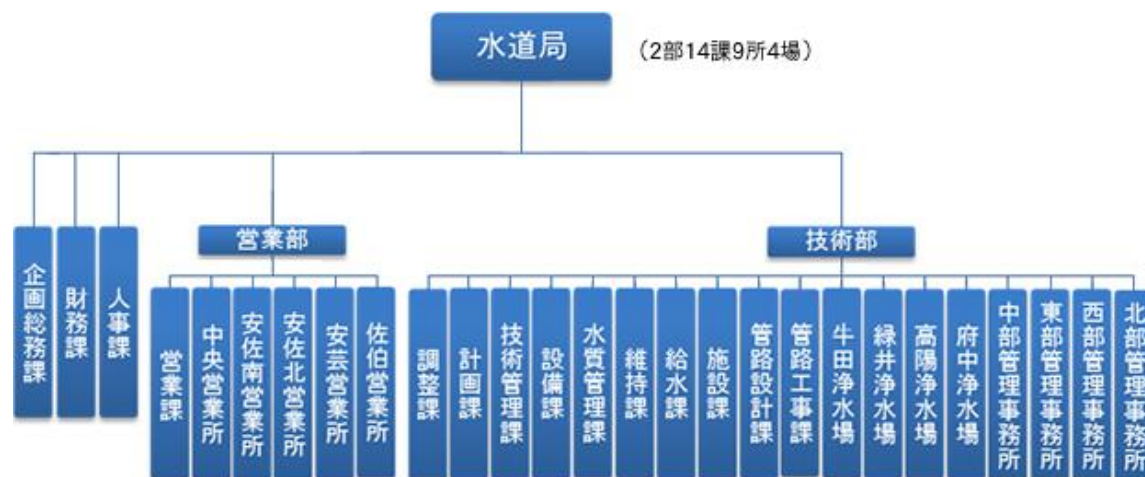 水道局
（2部14課9所4場）
企画総務課
財務課
人事課
営業部
営業課
中央営業所
安佐南営業所
安佐北営業所
安芸営業所
佐伯営業所
技術部
調整課
計画課
技術管理課
設備課
水質管理課
維持課
給水課
施設課
管路設計課
管路工事課
牛田浄水場
緑井浄水場
高陽浄水場
府中浄水場
中部管理事務所
東部管理事務所
西部管理事務所
北部管理事務所